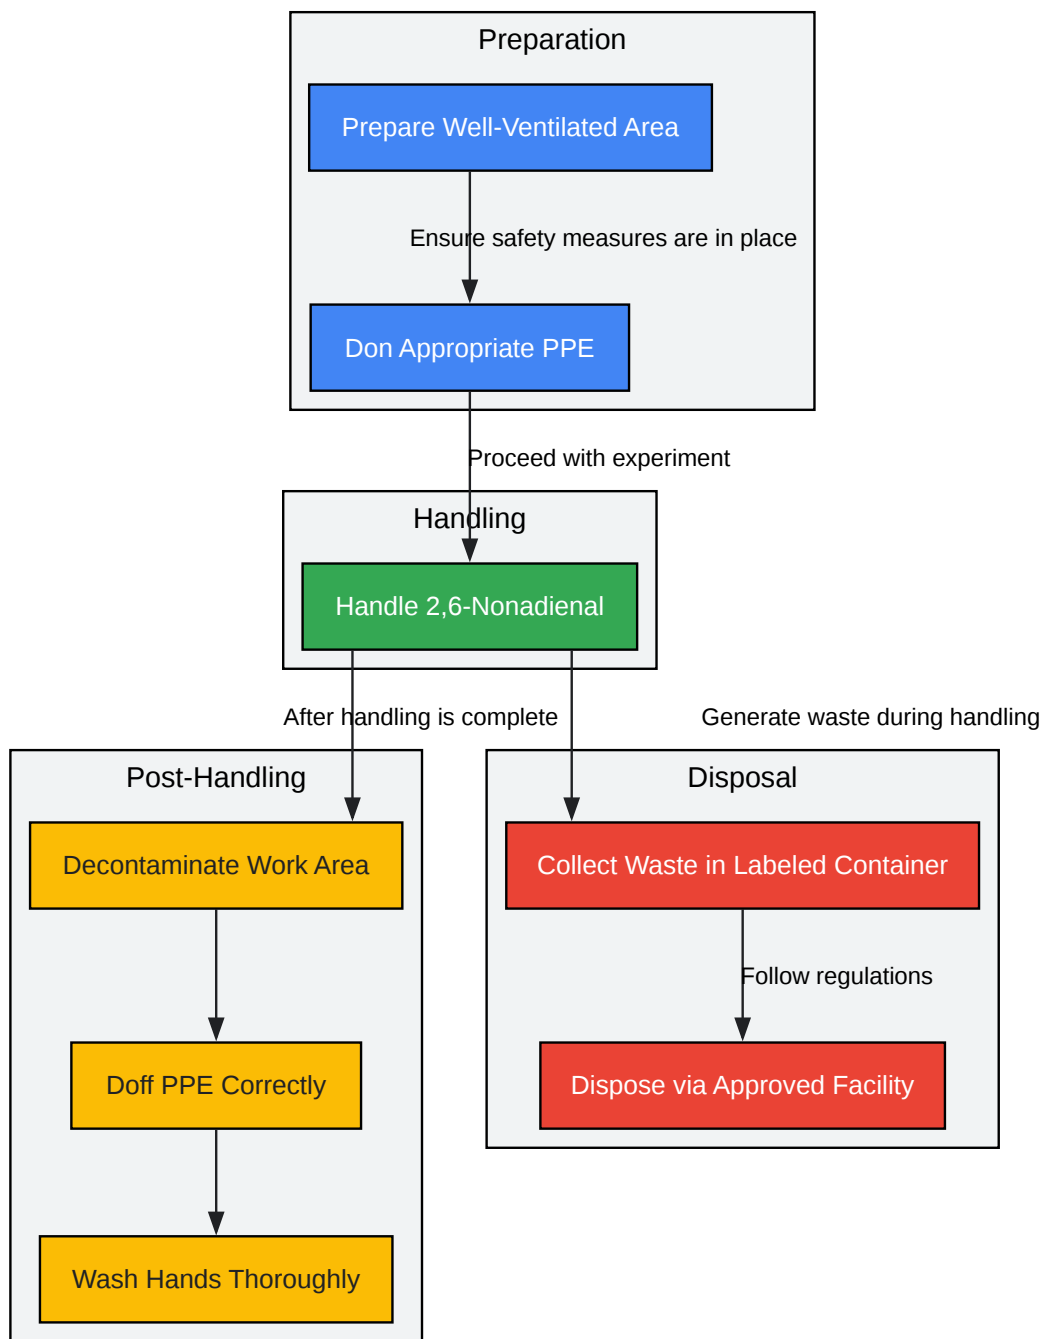 Preparation
Prepare Well-Ventilated Area
Ensure safety measures are in place
Don Appropriate PPE
Proceed with experiment
Handling
Handle 2,6-Nonadienal
After handling is complete
Generate waste during handling
Post-Handling
Decontaminate Work Area
Doff PPE Correctly
Wash Hands Thoroughly
Disposal
Collect Waste in Labeled Container
Follow regulations
Dispose via Approved Facility